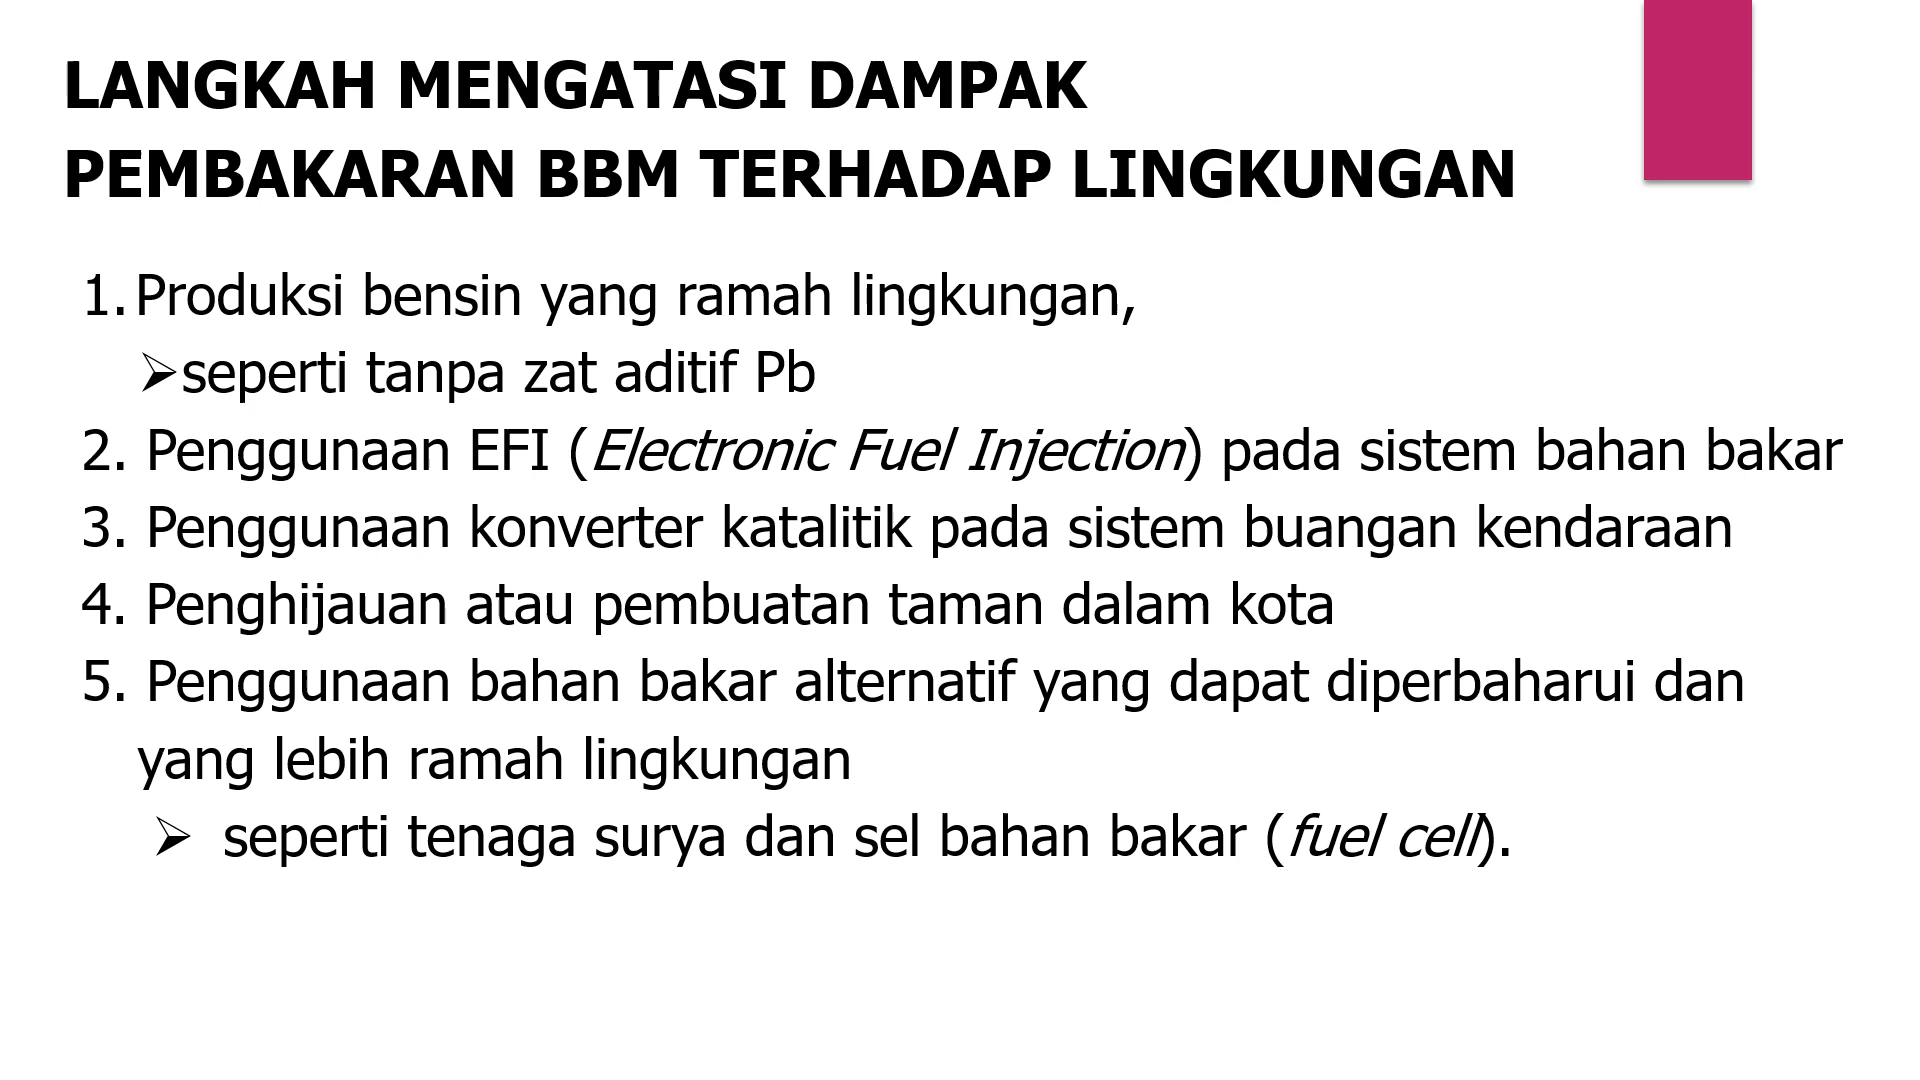 LANGKAH MENGATASI DAMPAK
PEMBAKARAN BBM TERHADAP LINGKUNGAN
1. Produksi bensin yang ramah lingkungan,
➢seperti tanpa zat aditif Pb
2. Penggunaan EFI (Electronic Fuel Injection) pada sistem bahan bakar
3. Penggunaan konverter katalitik pada sistem buangan kendaraan
4. Penghijauan atau pembuatan taman dalam kota
5. Penggunaan bahan bakar alternatif yang dapat diperbaharui dan
yang lebih ramah lingkungan
➢ seperti tenaga surya dan sel bahan bakar (fuel cell).